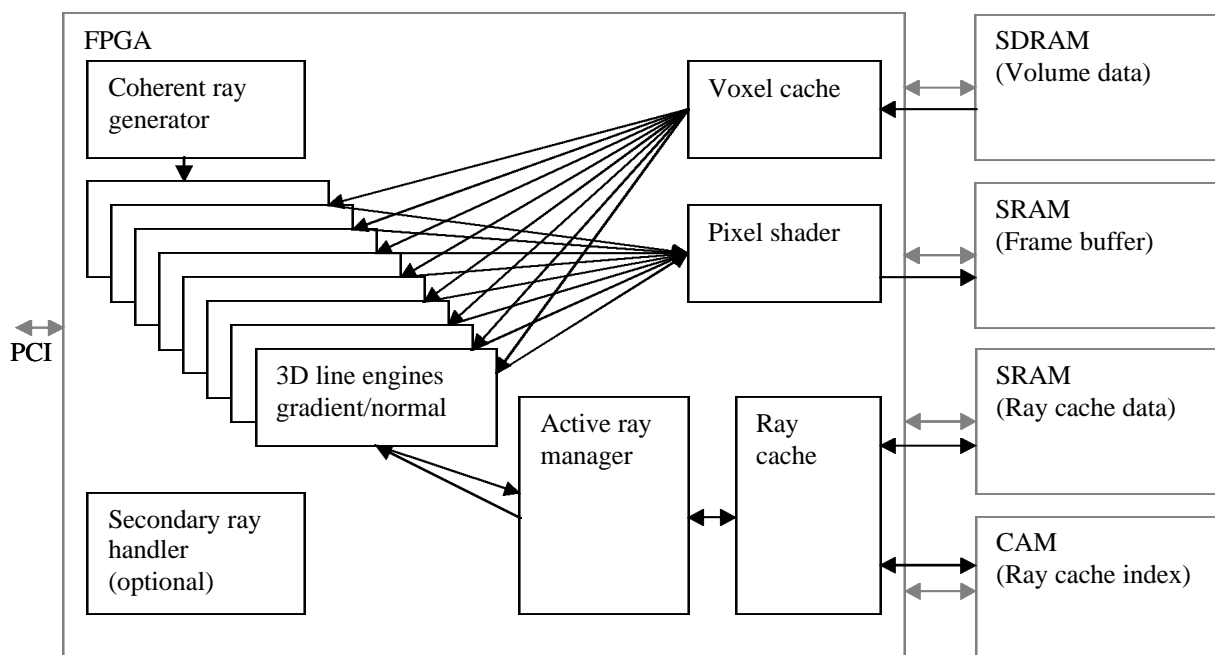 FPGA
Coherent ray
generator
Voxel cache
SDRAM
(Volume data)
Pixel shader
SRAM
(Frame buffer)
PCI
3D line engines
gradient/normal
Active ray
manager
Ray
cache
SRAM
(Ray cache data)
Secondary ray
handler
(optional)
CAM
(Ray cache index)